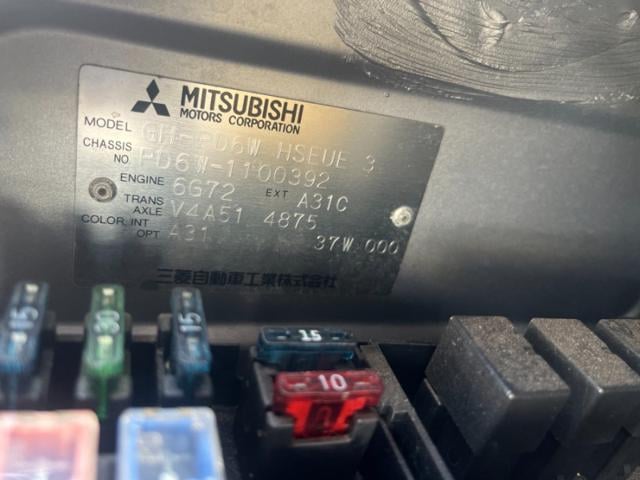 MITSUBISHI
MOTORS CORPORATION
MODEL GH-PD6W HSEUE 3
CHASSIS NO. PD6W-1100392
ENGINE 6G72 EXT A31C
TRANS AXLE V4A51 4875
COLOR, INT OPT A31 37W 000
三菱自動車工業株式会社
15 30 15 15
10